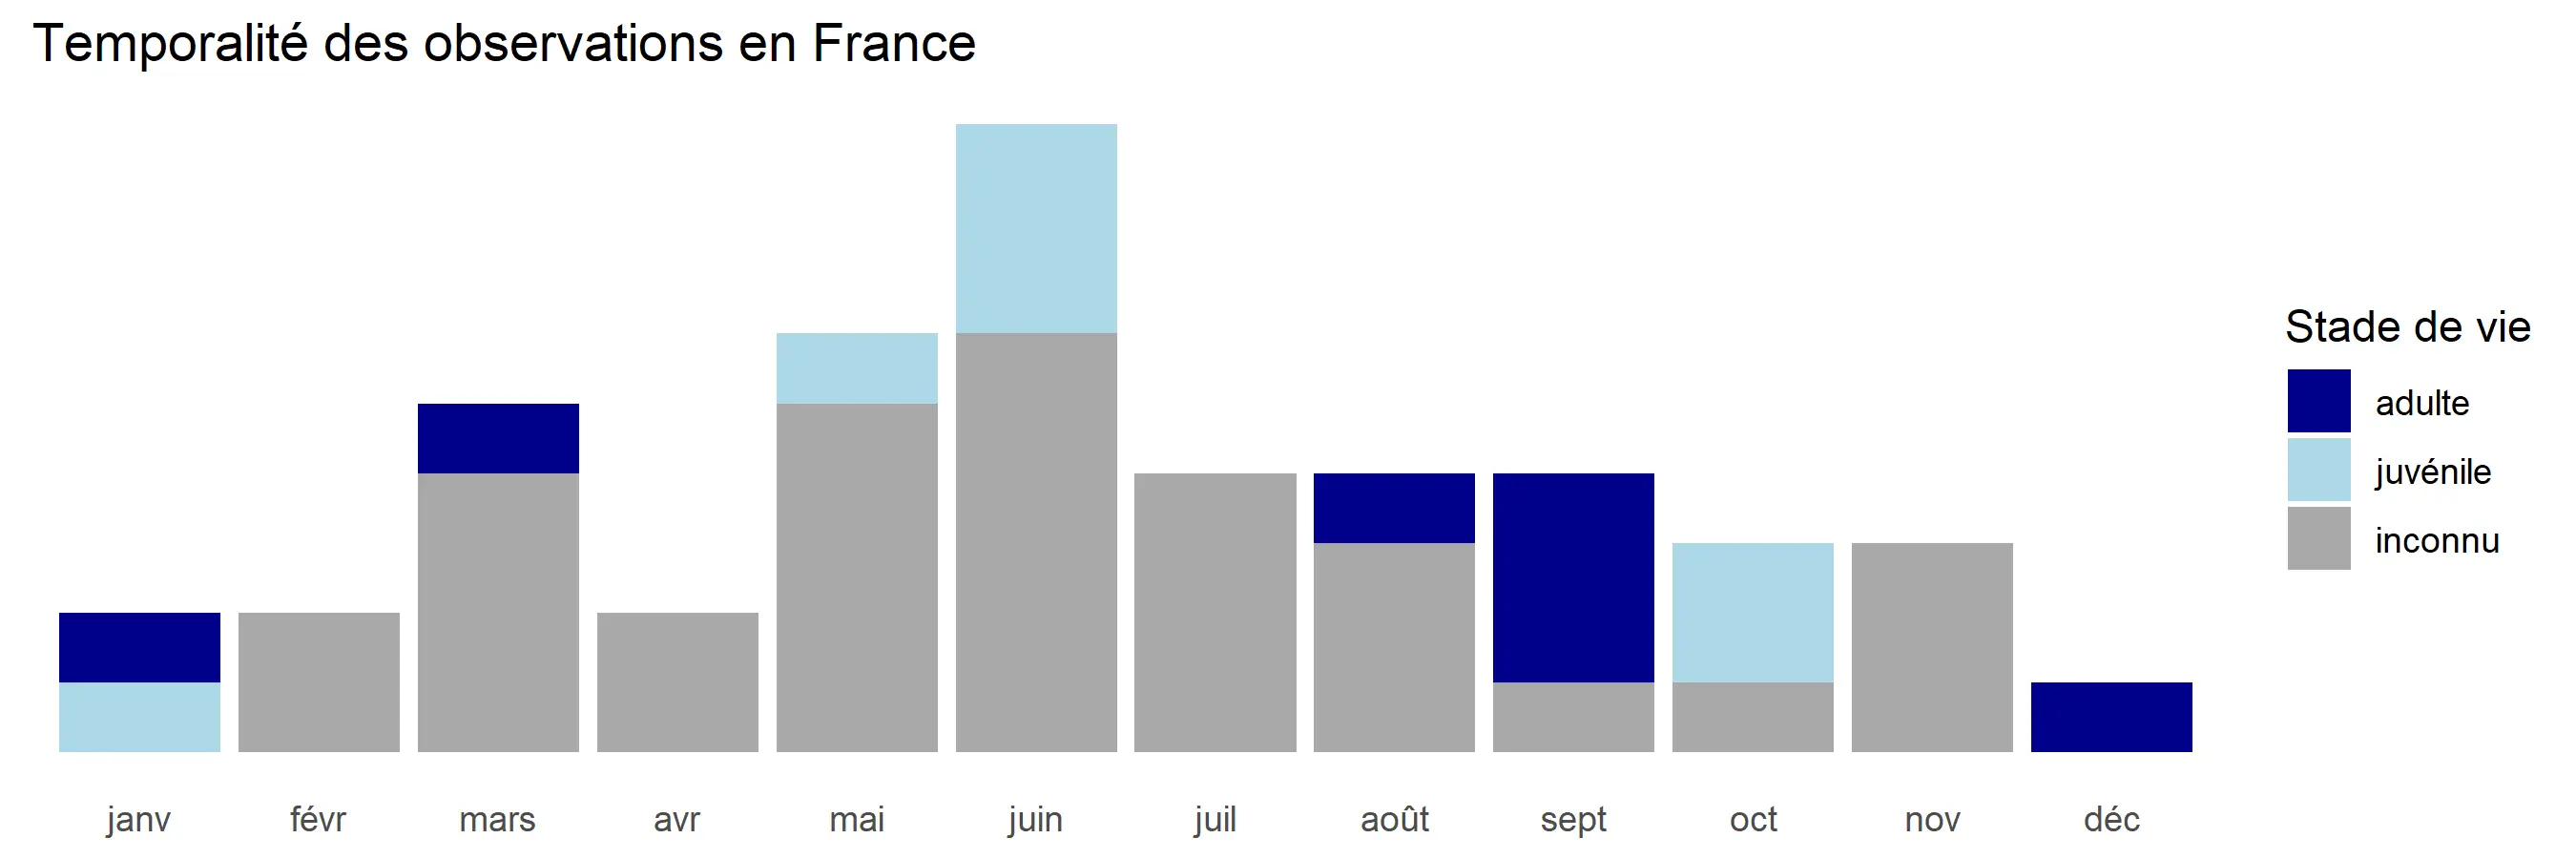 Temporalité des observations en France
Stade de vie
adulte
juvénile
inconnu
janv févr mars avr mai juin juil août sept oct nov déc